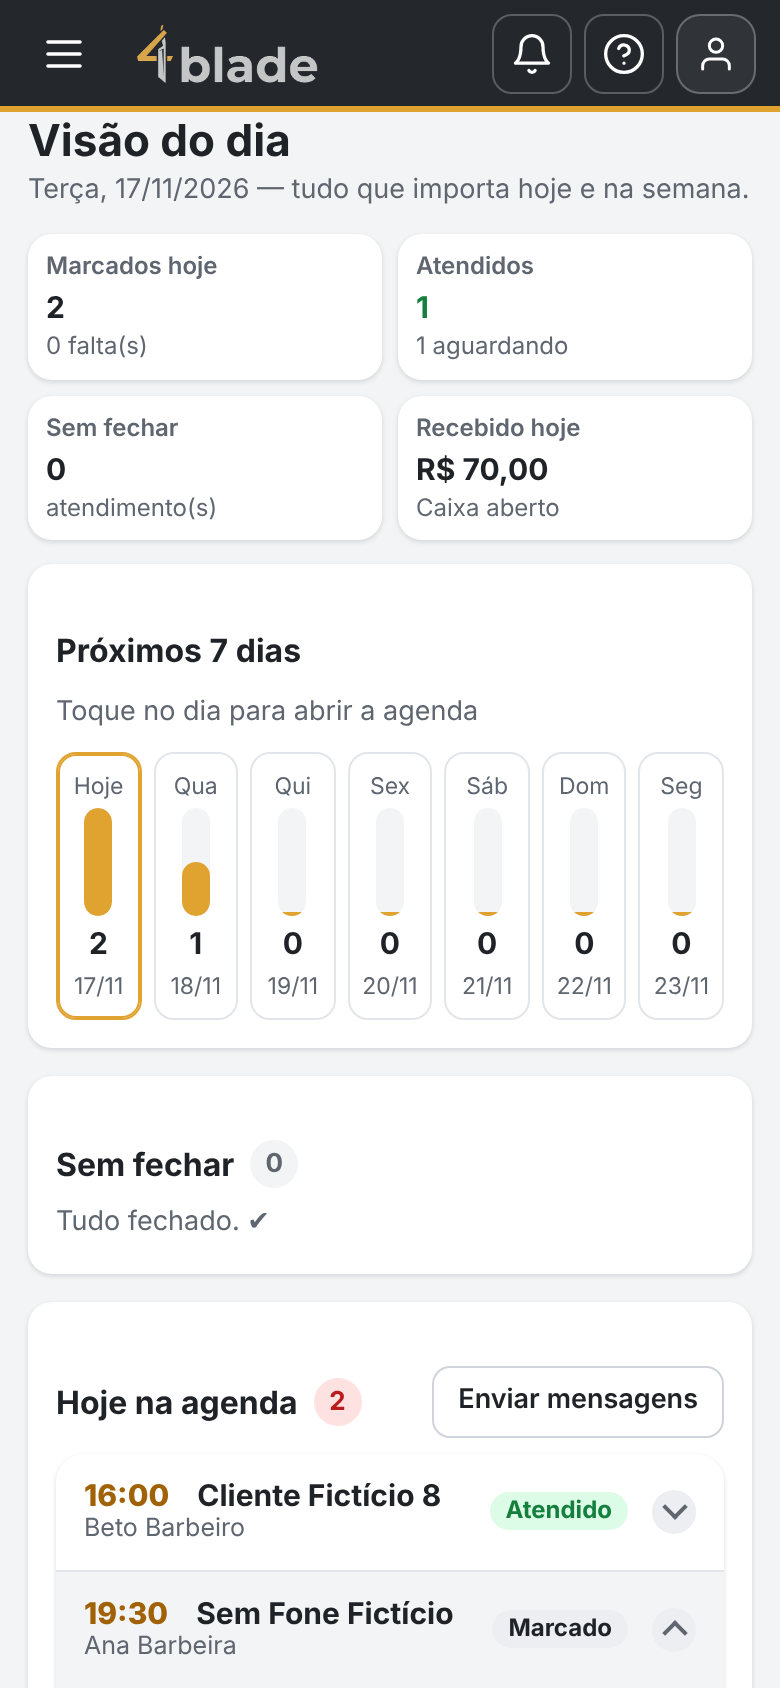 4blade
Visão do dia
Terça, 17/11/2026 — tudo que importa hoje e na semana.
Marcados hoje
2
0 falta(s)
Atendidos
1
1 aguardando
Sem fechar
0
atendimento(s)
Recebido hoje
R$ 70,00
Caixa aberto
Próximos 7 dias
Toque no dia para abrir a agenda
Hoje Qua Qui Sex Sáb Dom Seg
2 1 0 0 0 0 0
17/11 18/11 19/11 20/11 21/11 22/11 23/11
Sem fechar 0
Tudo fechado. ✔
Hoje na agenda 2 Enviar mensagens
16:00 Cliente Fictício 8
Beto Barbeiro
Atendido
19:30 Sem Fone Fictício
Ana Barbeira
Marcado